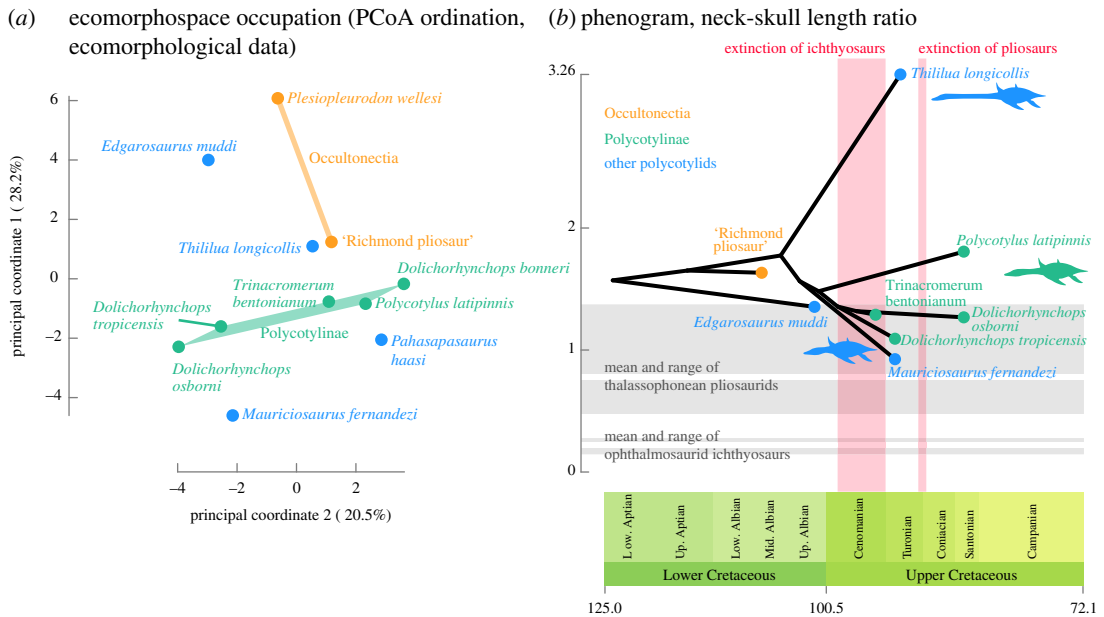 (a) ecomorphospace occupation (PCoA ordination,
ecomorphological data)
6
4
2
0
–2
–4
principal coordinate 1 ( 28.2%)
Plesiopleurodon wellesi
Edgarosaurus muddi
Occultonectia
Thililua longicollis
‘Richmond pliosaur’
Dolichorhynchops bonneri
Trinacromerum
bentonianum
Polycotylus latipinnis
Dolichorhynchops
tropicensis
Polycotylinae
Pahasapasaurus
haasi
Dolichorhynchops
osborni
Mauriciosaurus fernandezi
–4
–2
0
2
principal coordinate 2 ( 20.5%)
(b) phenogram, neck-skull length ratio
extinction of ichthyosaurs
extinction of pliosaurs
3.26
2
1
0
Thililua longicollis
Occultonectia
Polycotylinae
other polycotylids
‘Richmond
pliosaur’
Polycotylus latipinnis
Trinacromerum
bentonianum
Edgarosaurus muddi
Dolichorhynchops
osborni
Dolichorhynchops tropicensis
Mauriciosaurus fernandezi
mean and range of
thalassophonean pliosaurids
mean and range of
ophthalmosaurid ichthyosaurs
Low. Aptian
Up. Aptian
Low. Albian
Mid. Albian
Up. Albian
Cenomanian
Turonian
Coniacian
Santonian
Campanian
Lower Cretaceous
Upper Cretaceous
125.0
100.5
72.1